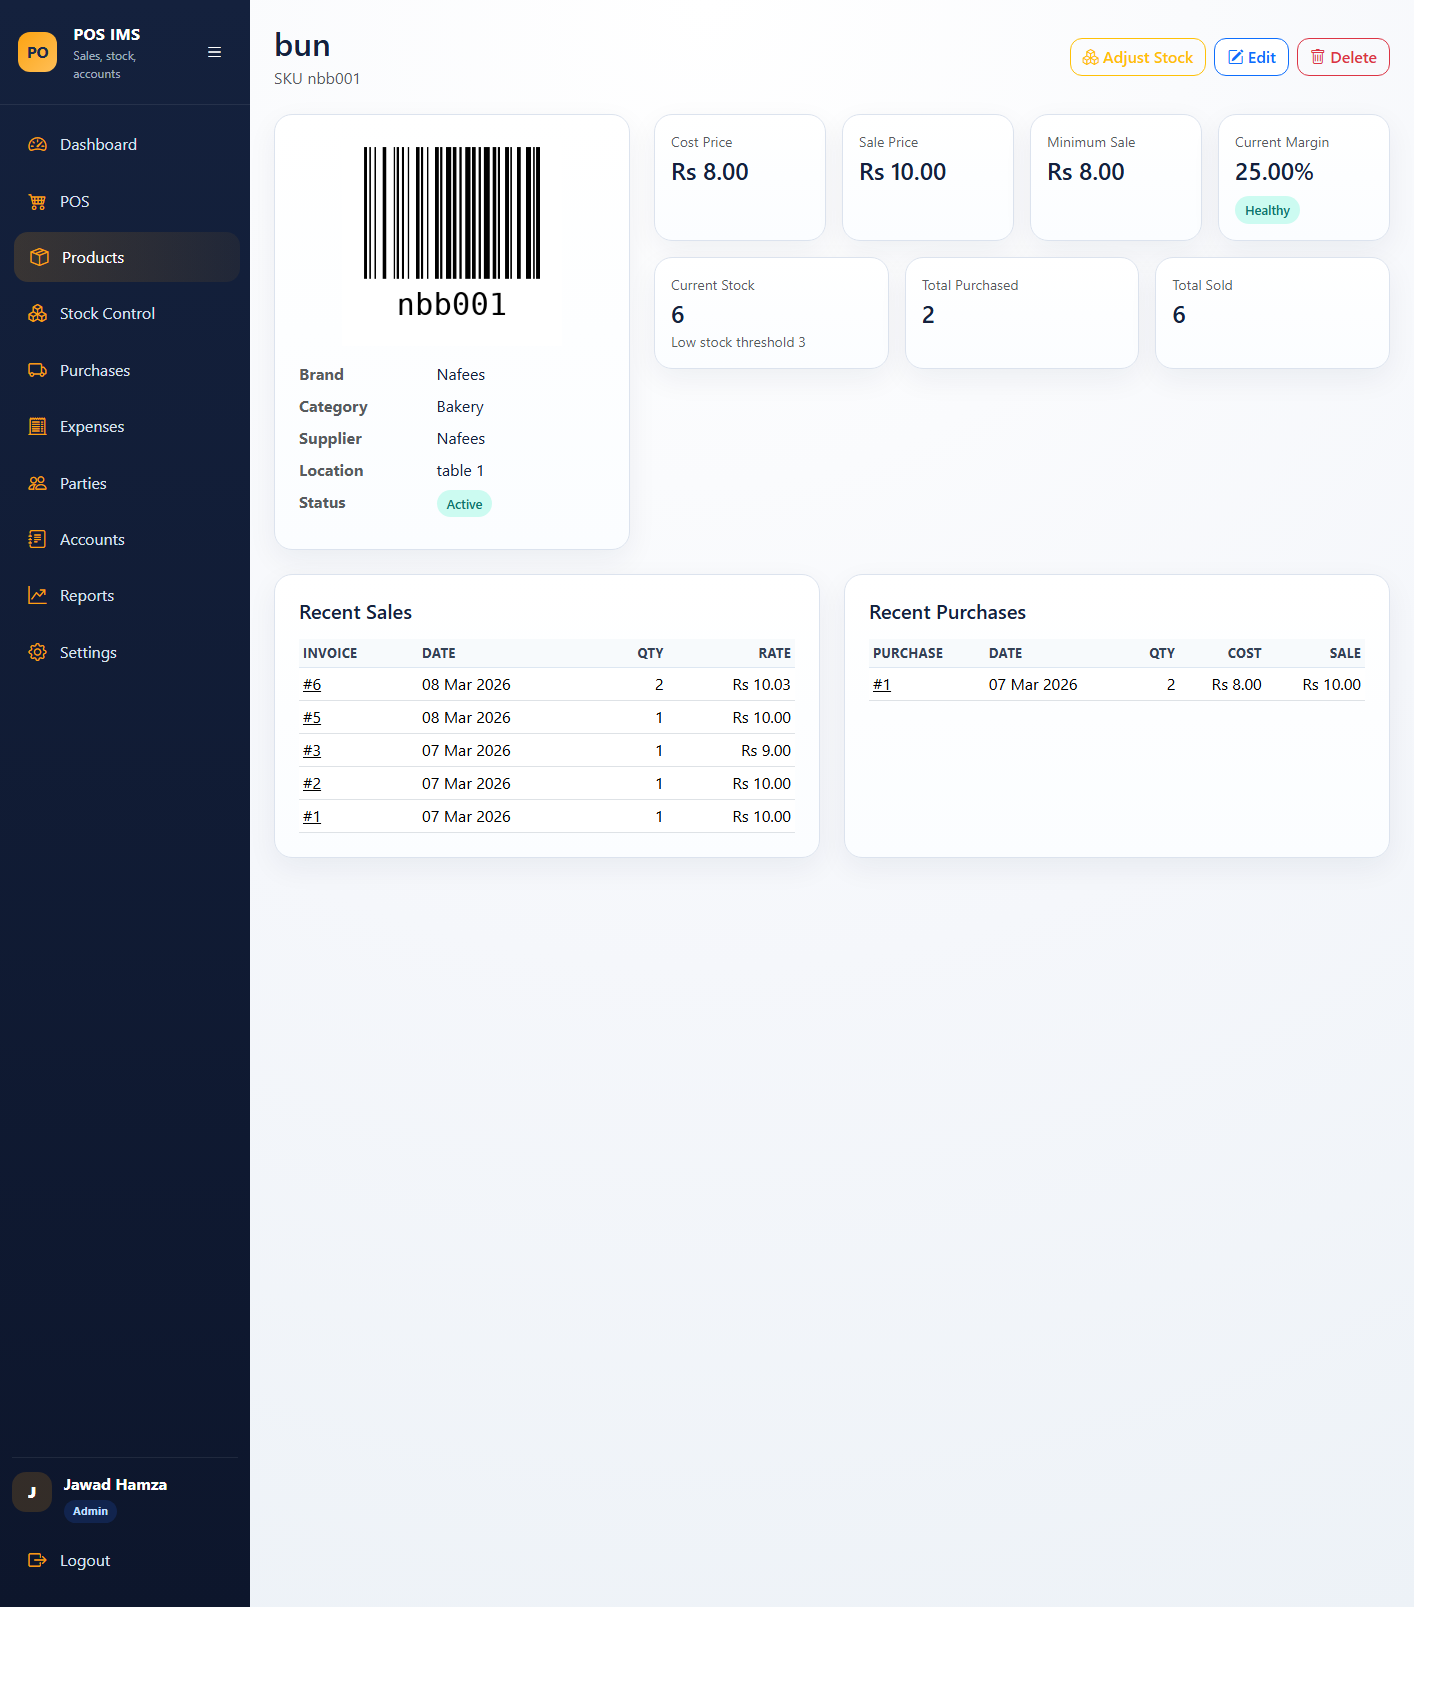 PO
POS IMS
Sales, stock,
accounts
Dashboard
POS
Products
Stock Control
Purchases
Expenses
Parties
Accounts
Reports
Settings
J
Jawad Hamza
Admin
Logout
bun
SKU nbb001
Adjust Stock
Edit
Delete
nbb001
Brand Nafees
Category Bakery
Supplier Nafees
Location table 1
Status Active
Cost Price
Rs 8.00
Sale Price
Rs 10.00
Minimum Sale
Rs 8.00
Current Margin
25.00%
Healthy
Current Stock
6
Low stock threshold 3
Total Purchased
2
Total Sold
6
Recent Sales
INVOICE DATE QTY RATE
#6 08 Mar 2026 2 Rs 10.03
#5 08 Mar 2026 1 Rs 10.00
#3 07 Mar 2026 1 Rs 9.00
#2 07 Mar 2026 1 Rs 10.00
#1 07 Mar 2026 1 Rs 10.00
Recent Purchases
PURCHASE DATE QTY COST SALE
#1 07 Mar 2026 2 Rs 8.00 Rs 10.00